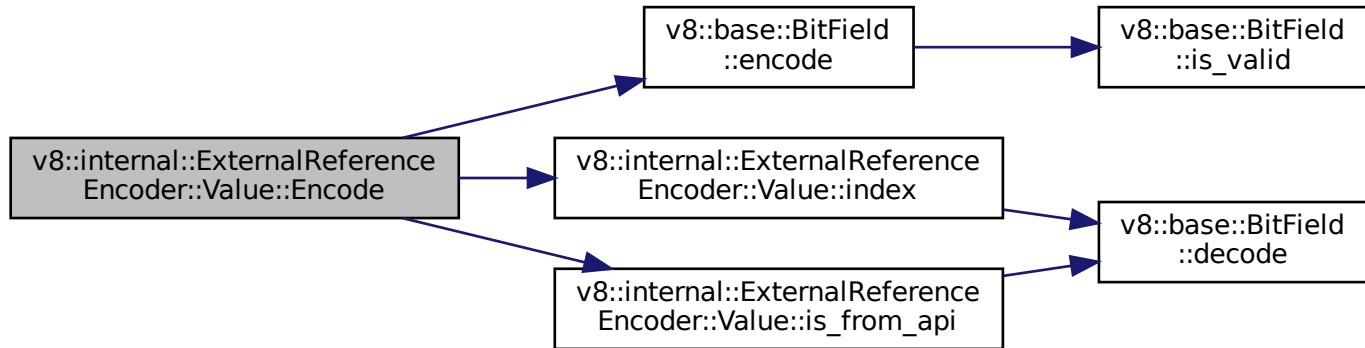 v8::internal::ExternalReference
Encoder::Value::Encode
v8::base::BitField
::encode
v8::base::BitField
::is_valid
v8::internal::ExternalReference
Encoder::Value::index
v8::base::BitField
::decode
v8::internal::ExternalReference
Encoder::Value::is_from_api